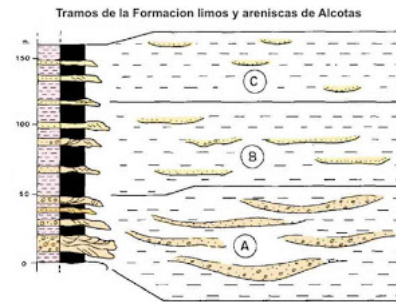 Tramos de la Formacion limos y areniscas de Alcotas
m.
150
C
100
B
50
A
0